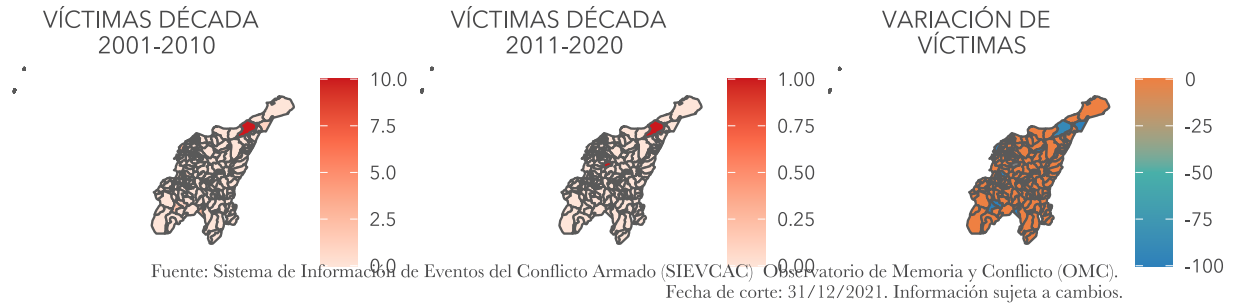 VÍCTIMAS DÉCADA
2001-2010
10.0
7.5
5.0
2.5
0.0
VÍCTIMAS DÉCADA
2011-2020
1.00
0.75
0.50
0.25
0.00
VARIACIÓN DE
VÍCTIMAS
0
-25
-50
-75
-100
Fuente: Sistema de Información de Eventos del Conflicto Armado (SIEVCAC) Observatorio de Memoria y Conflicto (OMC).
Fecha de corte: 31/12/2021. Información sujeta a cambios.